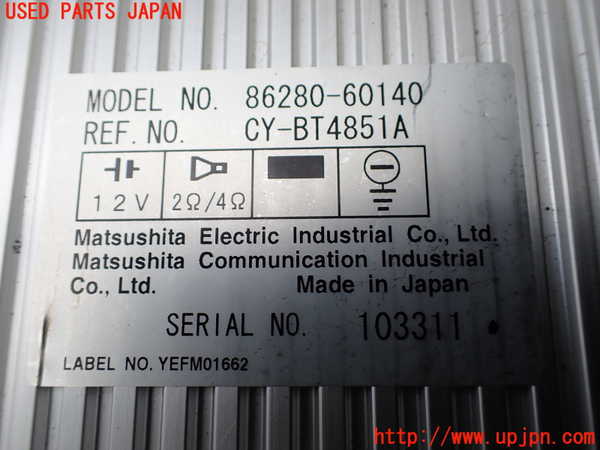 USED PARTS JAPAN
MODEL NO. 86280-60140
REF. NO. CY-BT4851A
12V 2Ω/4Ω
Matsushita Electric Industrial Co., Ltd.
Matsushita Communication Industrial
Co., Ltd. Made in Japan
SERIAL NO. 103311
LABEL NO. YEFM01662
http://www.upjpn.com/